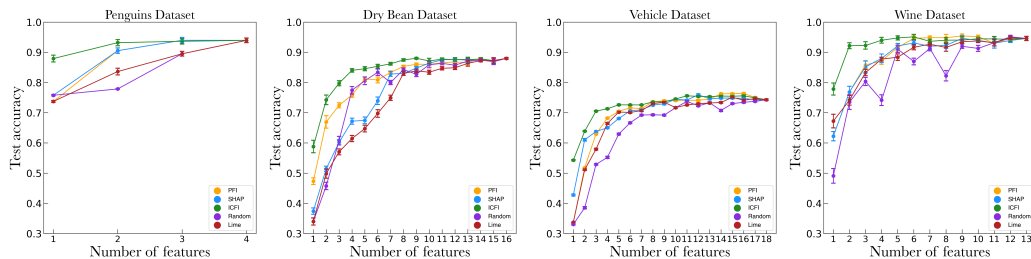 Penguins Dataset
Test accuracy
1.0
0.9
0.8
0.7
0.6
0.5
0.4
0.3
PFI
SHAP
ICFI
Random
Lime
1 2 3 4
Number of features
Dry Bean Dataset
Test accuracy
1.0
0.9
0.8
0.7
0.6
0.5
0.4
0.3
PFI
SHAP
ICFI
Random
Lime
1 2 3 4 5 6 7 8 9 10 11 12 13 14 15 16
Number of features
Vehicle Dataset
Test accuracy
1.0
0.9
0.8
0.7
0.6
0.5
0.4
0.3
PFI
SHAP
ICFI
Random
Lime
1 2 3 4 5 6 7 8 9 10 11 12 13 14 15 16 17 18
Number of features
Wine Dataset
Test accuracy
1.0
0.9
0.8
0.7
0.6
0.5
0.4
0.3
PFI
SHAP
ICFI
Random
Lime
1 2 3 4 5 6 7 8 9 10 11 12 13
Number of features